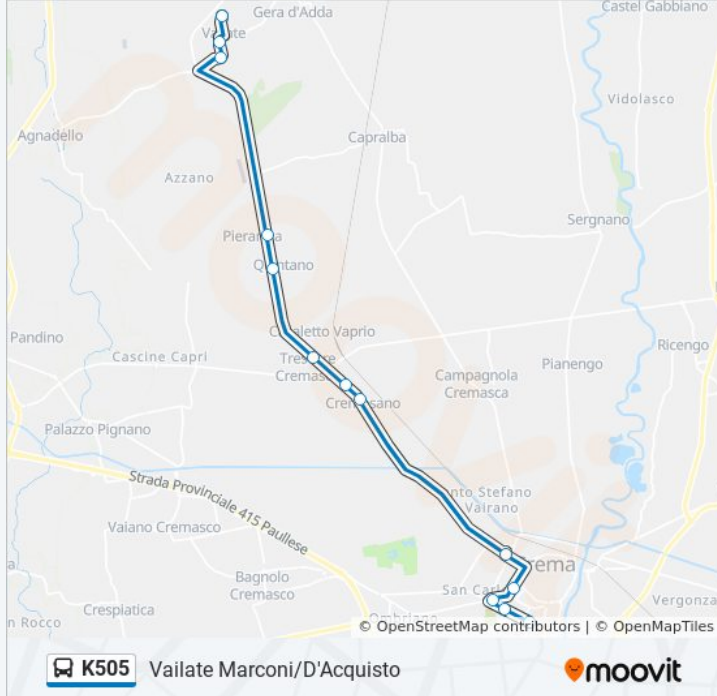 Castel Gabbiano
Gera d'Adda
Vailate
Vidolasco
Agnadello
Capralba
Azzano
Sergnano
Pieranica
Quintano
Pandino
Casaletto Vaprio
Ricengo
Cascine Capri
Trescore
Cremasco
Pianengo
Campagnola
Cremasca
Cremosano
Palazzo Pignano
Strada Provinciale 415 Paullese
Santo Stefano
Vairano
Vaiano Cremasco
Crema
Bagnolo
Cremasco
San Carlo
Vergonza
Crespiatica
Ombriano
n Rocco
© OpenStreetMap contributors | © OpenMapTiles
K505 Vailate Marconi/D'Acquisto
moovit